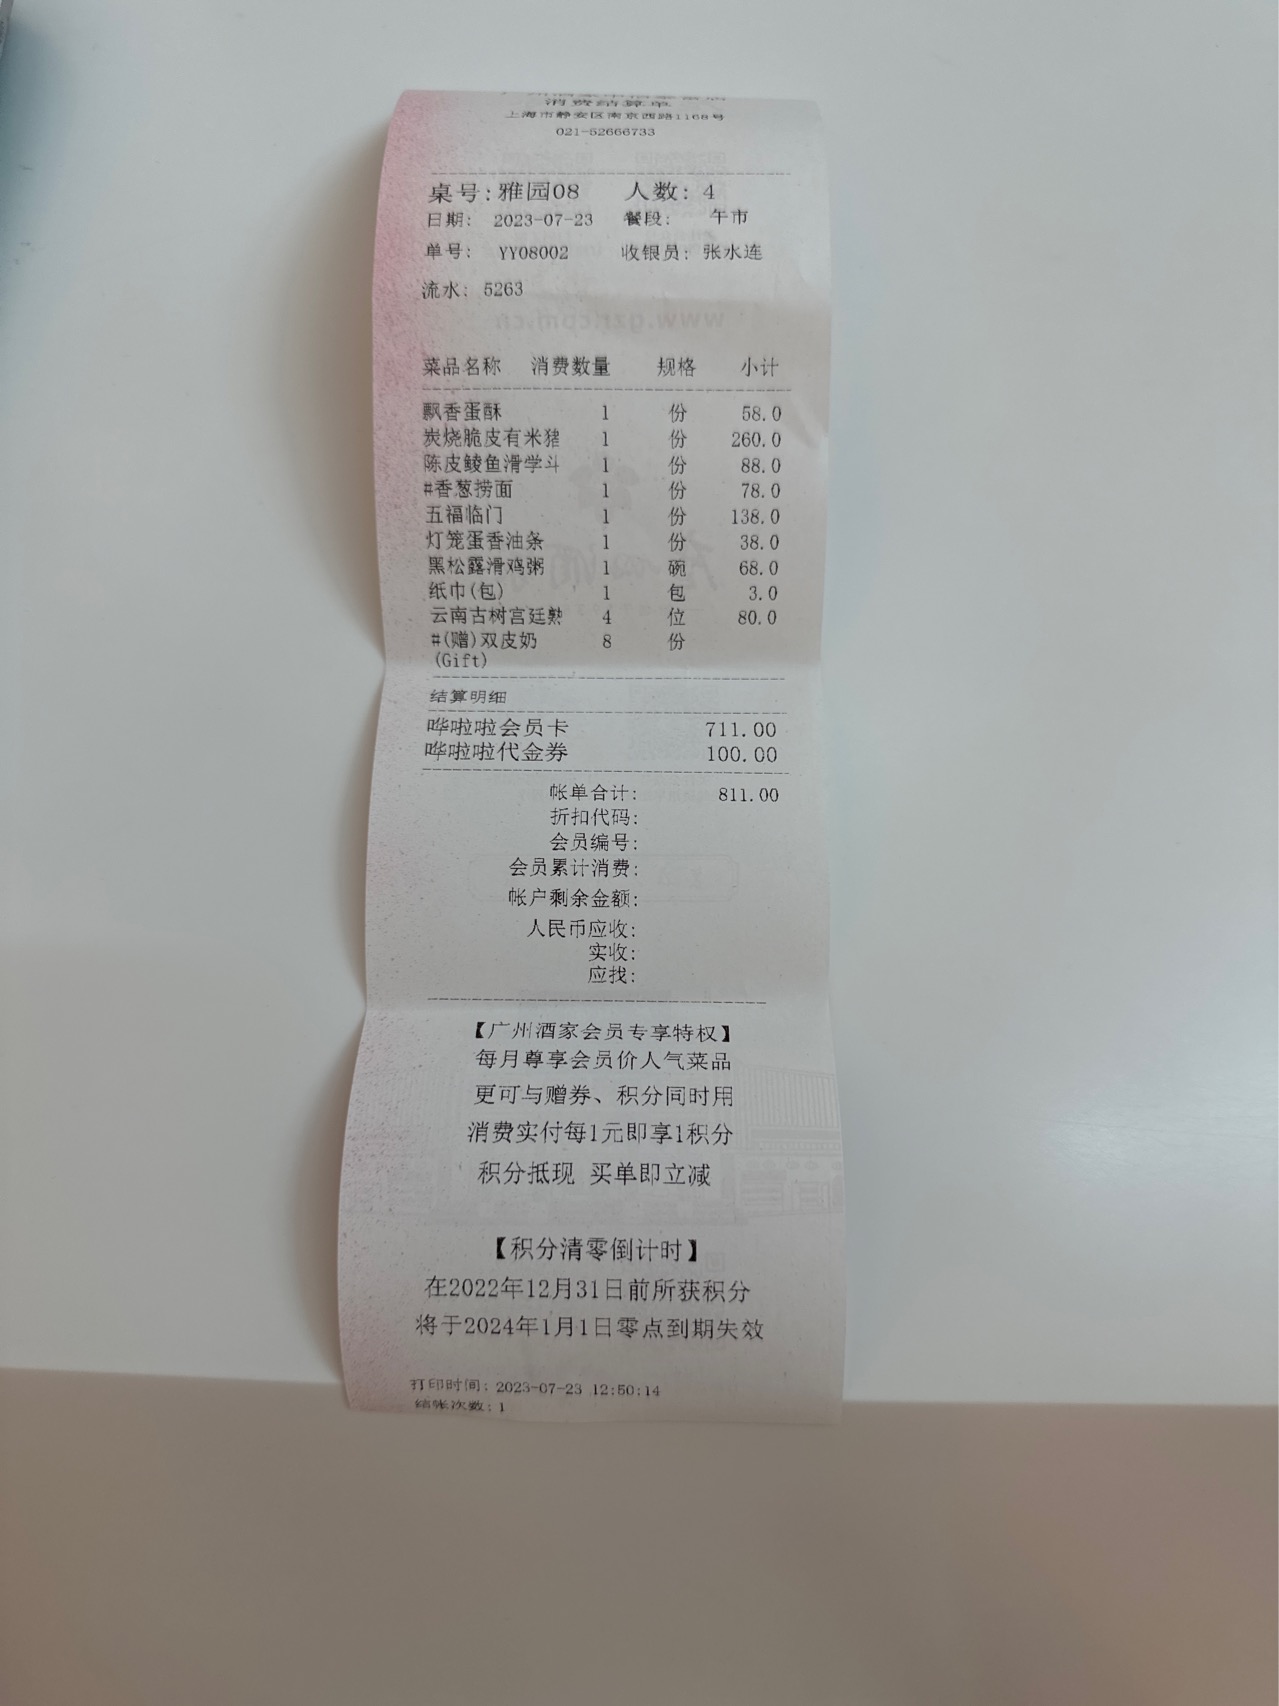 消费结算单
上海市静安区南京西路1168号
021-52666733
桌号:雅园08 人数: 4
日期: 2023-07-23 餐段: 午市
单号: YY08002 收银员: 张水连
流水: 5263
菜品名称 消费数量 规格 小计
飘香蛋酥 1 份 58.0
炭烧脆皮有米猪 1 份 260.0
陈皮鲮鱼滑学斗 1 份 88.0
#香葱捞面 1 份 78.0
五福临门 1 份 138.0
灯笼蛋香油条 1 份 38.0
黑松露滑鸡粥 1 碗 68.0
纸巾(包) 1 包 3.0
云南古树宫廷熟 4 位 80.0
#(赠)双皮奶 8 份
(Gift)
结算明细
哗啦啦会员卡 711.00
哗啦啦代金券 100.00
帐单合计: 811.00
折扣代码:
会员编号:
会员累计消费:
帐户剩余金额:
人民币应收:
实收:
应找:
【广州酒家会员专享特权】
每月尊享会员价人气菜品
更可与赠券、积分同时用
消费实付每1元即享1积分
积分抵现 买单即立减
【积分清零倒计时】
在2022年12月31日前所获积分
将于2024年1月1日零点到期失效
打印时间: 2023-07-23 12:50:14
结帐次数: 1